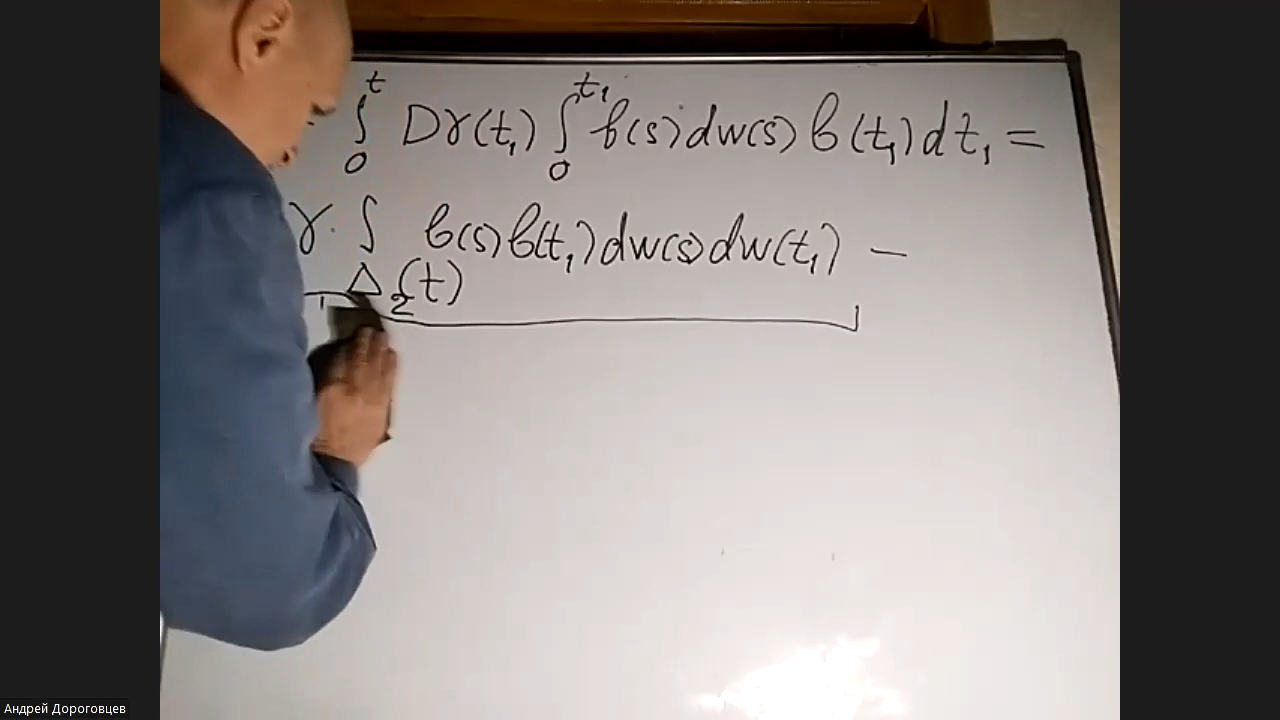 ∫₀ᵗ Dγ(t₁) ∫₀^{t₁} b(s)dw(s) b(t₁)dt₁ =
γ · ∫_{Δ₂(t)} b(s)b(t₁)dw(s)dw(t₁) −
Андрей Дороговцев